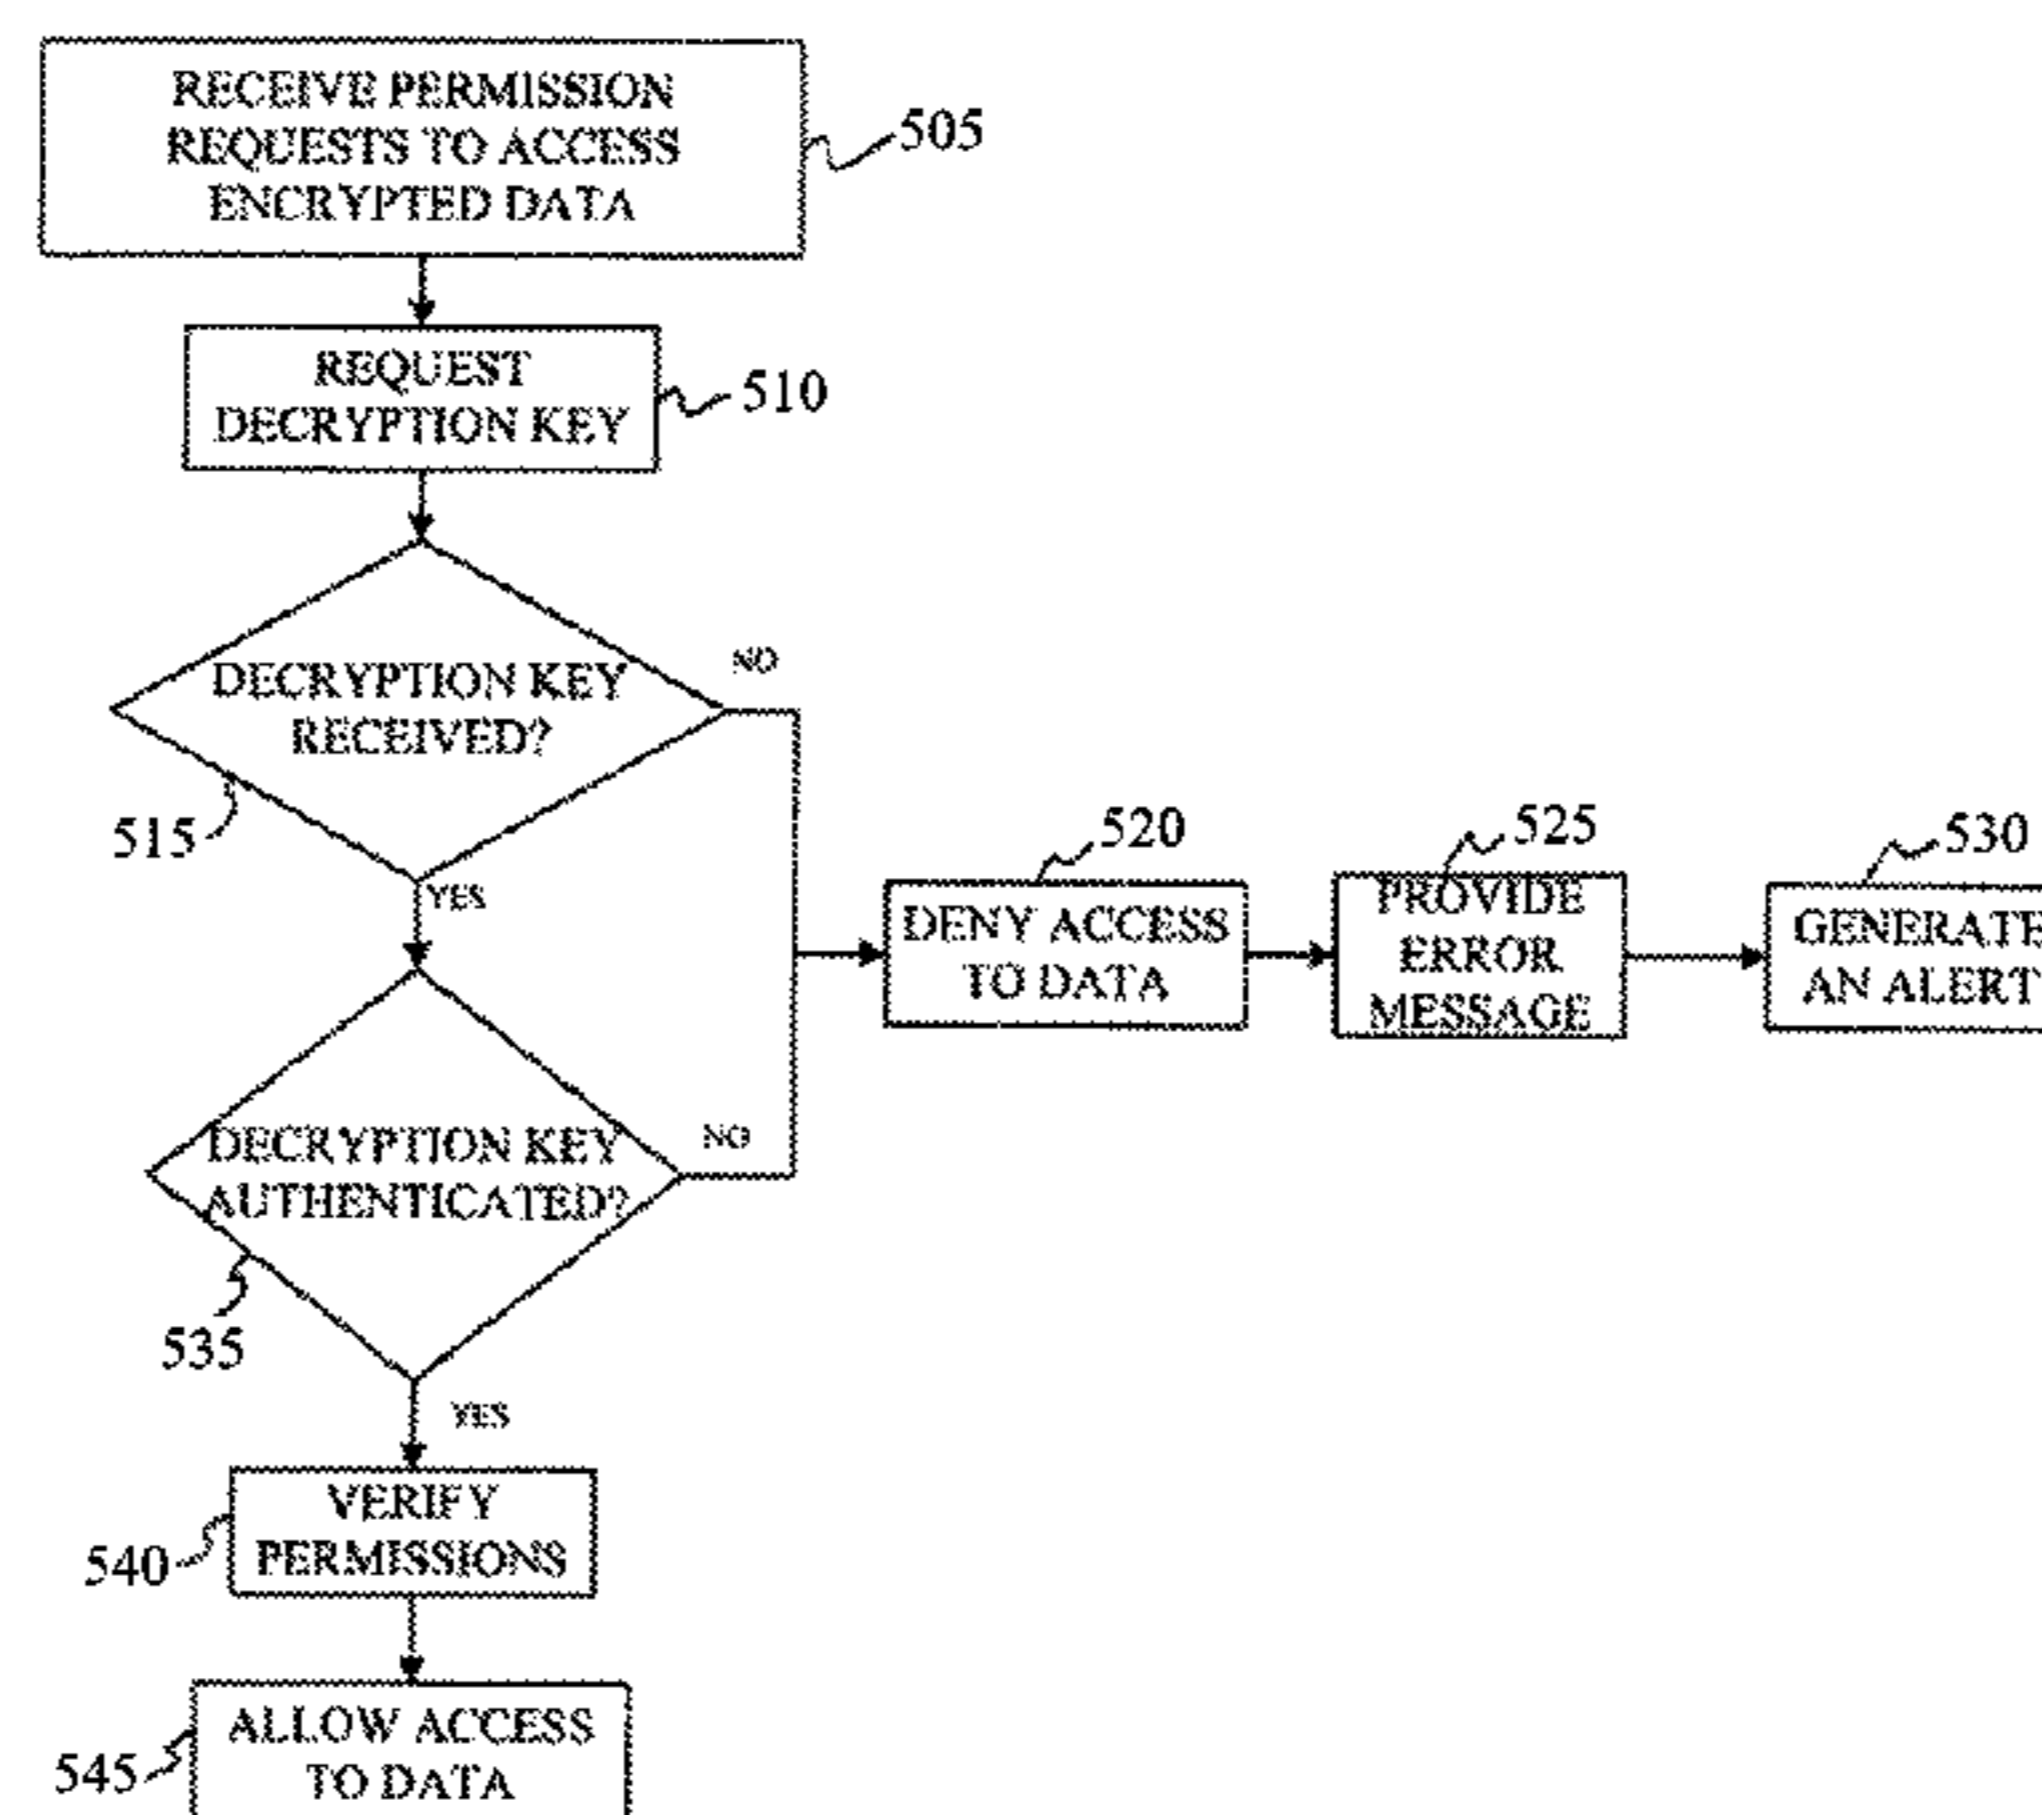 RECEIVE PERMISSION
REQUESTS TO ACCESS
ENCRYPTED DATA
505
REQUEST
DECRYPTION KEY
510
DECRYPTION KEY
RECEIVED?
NO
515
YES
520
DENY ACCESS
TO DATA
525
PROVIDE
ERROR
MESSAGE
530
GENERATE
AN ALERT
DECRYPTION KEY
AUTHENTICATED?
NO
535
YES
VERIFY
PERMISSIONS
540
ALLOW ACCESS
TO DATA
545